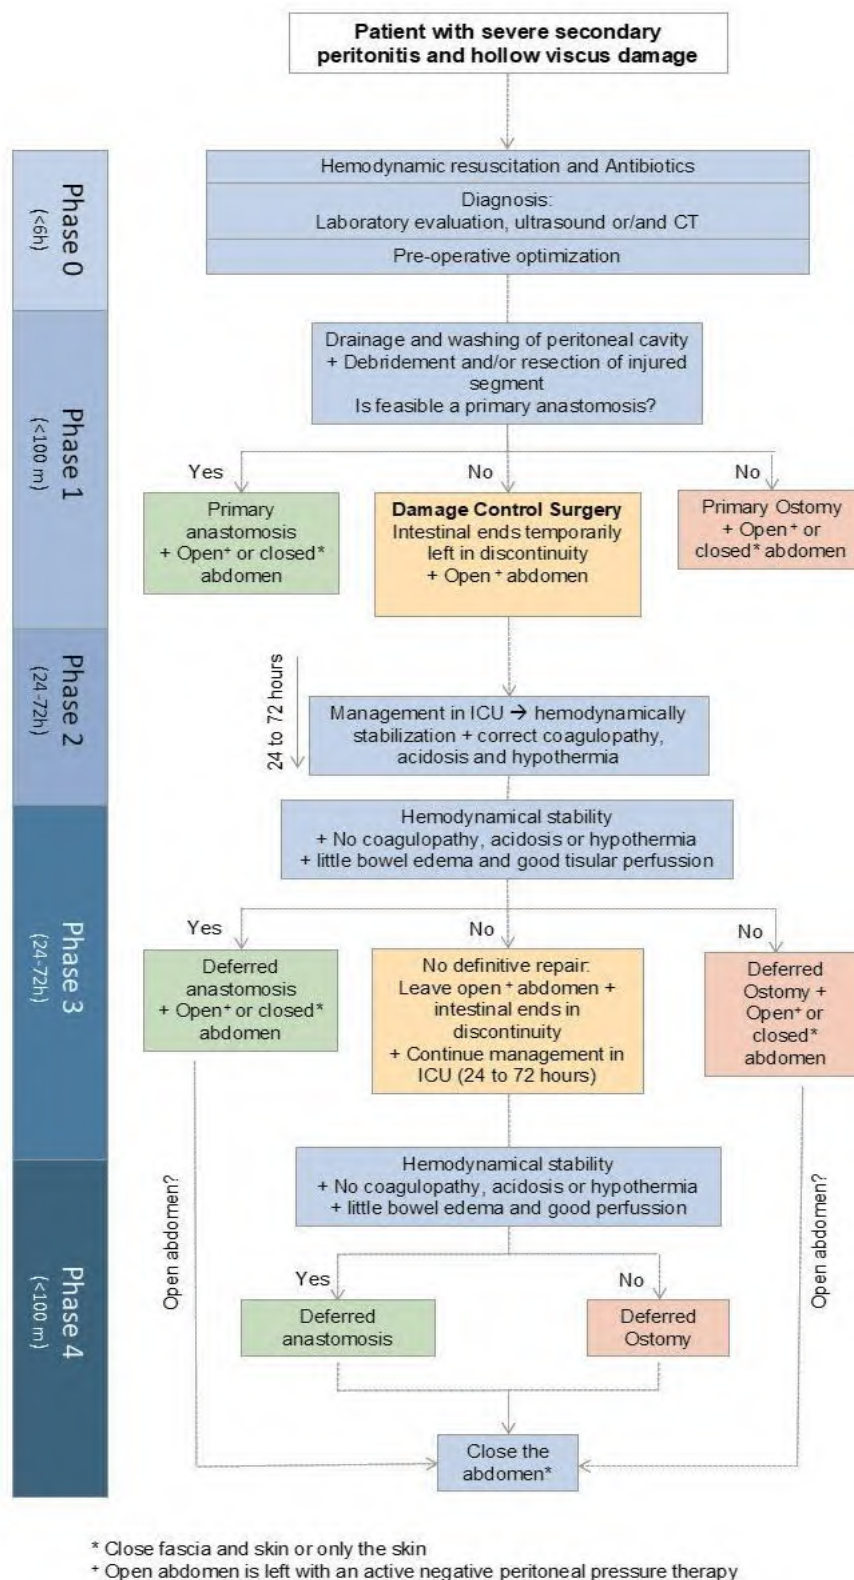 Patient with severe secondary
peritonitis and hollow viscus damage
Phase 0
(<6h)
Hemodynamic resuscitation and Antibiotics
Diagnosis:
Laboratory evaluation, ultrasound or/and CT
Pre-operative optimization
Phase 1
(<100 m)
Drainage and washing of peritoneal cavity
+ Debridement and/or resection of injured
segment
Is feasible a primary anastomosis?
Yes
No
No
Primary
anastomosis
+ Open⁺ or closed*
abdomen
Damage Control Surgery
Intestinal ends temporarily
left in discontinuity
+ Open ⁺ abdomen
Primary Ostomy
+ Open⁺ or
closed* abdomen
Phase 2
(24-72h)
24 to 72 hours
Management in ICU → hemodynamically
stabilization + correct coagulopathy,
acidosis and hypothermia
Phase 3
(24-72h)
Hemodynamical stability
+ No coagulopathy, acidosis or hypothermia
+ little bowel edema and good tisular perfussion
Yes
No
No
Deferred
anastomosis
+ Open⁺ or closed*
abdomen
No definitive repair:
Leave open ⁺ abdomen +
intestinal ends in
discontinuity
+ Continue management in
ICU (24 to 72 hours)
Deferred
Ostomy +
Open⁺ or
closed*
abdomen
Phase 4
(<100 m)
Open abdomen?
Hemodynamical stability
+ No coagulopathy, acidosis or hypothermia
+ little bowel edema and good perfussion
Open abdomen?
Yes
No
Deferred
anastomosis
Deferred
Ostomy
Close the
abdomen*
* Close fascia and skin or only the skin
⁺ Open abdomen is left with an active negative peritoneal pressure therapy